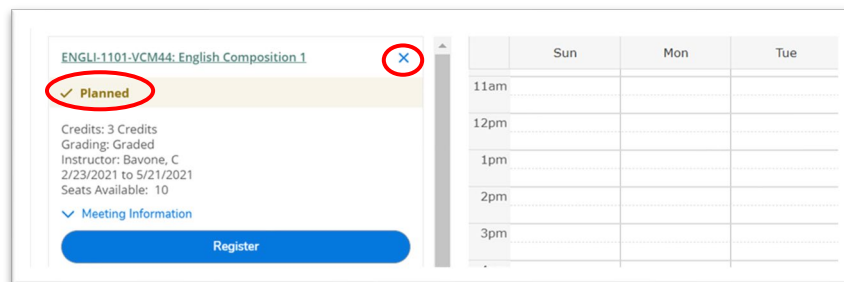 ENGLI-1101-VCM44: English Composition 1
Planned
Credits: 3 Credits
Grading: Graded
Instructor: Bavone, C
2/23/2021 to 5/21/2021
Seats Available: 10
Meeting Information
Register
Sun Mon Tue
11am
12pm
1pm
2pm
3pm